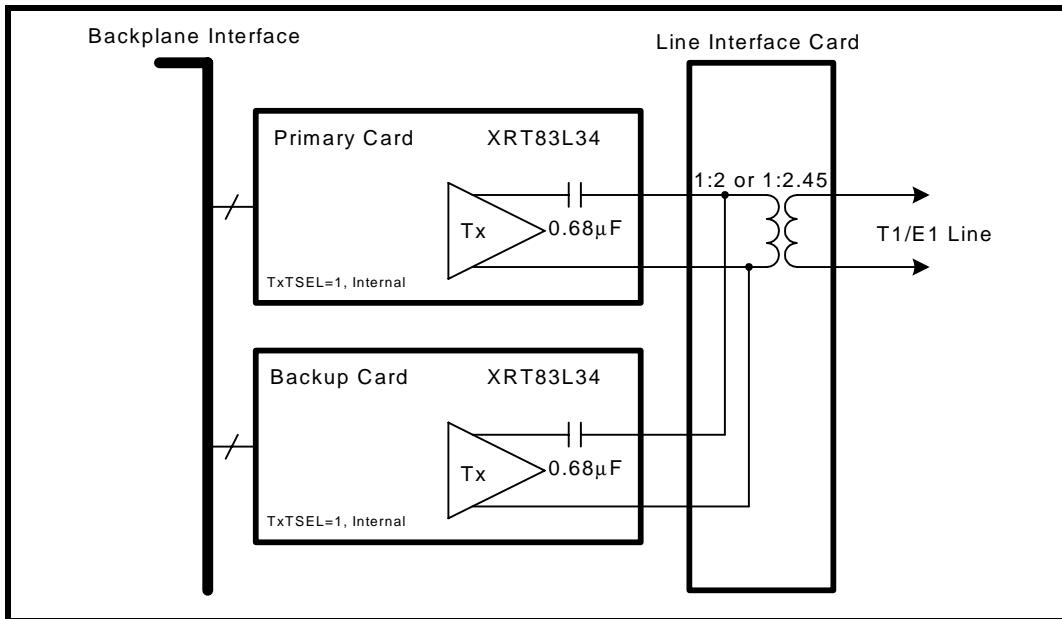 Backplane Interface
Line Interface Card
Primary Card XRT83L34
1:2 or 1:2.45
Tx
0.68μF
T1/E1 Line
TxTSEL=1, Internal
Backup Card XRT83L34
Tx
0.68μF
TxTSEL=1, Internal